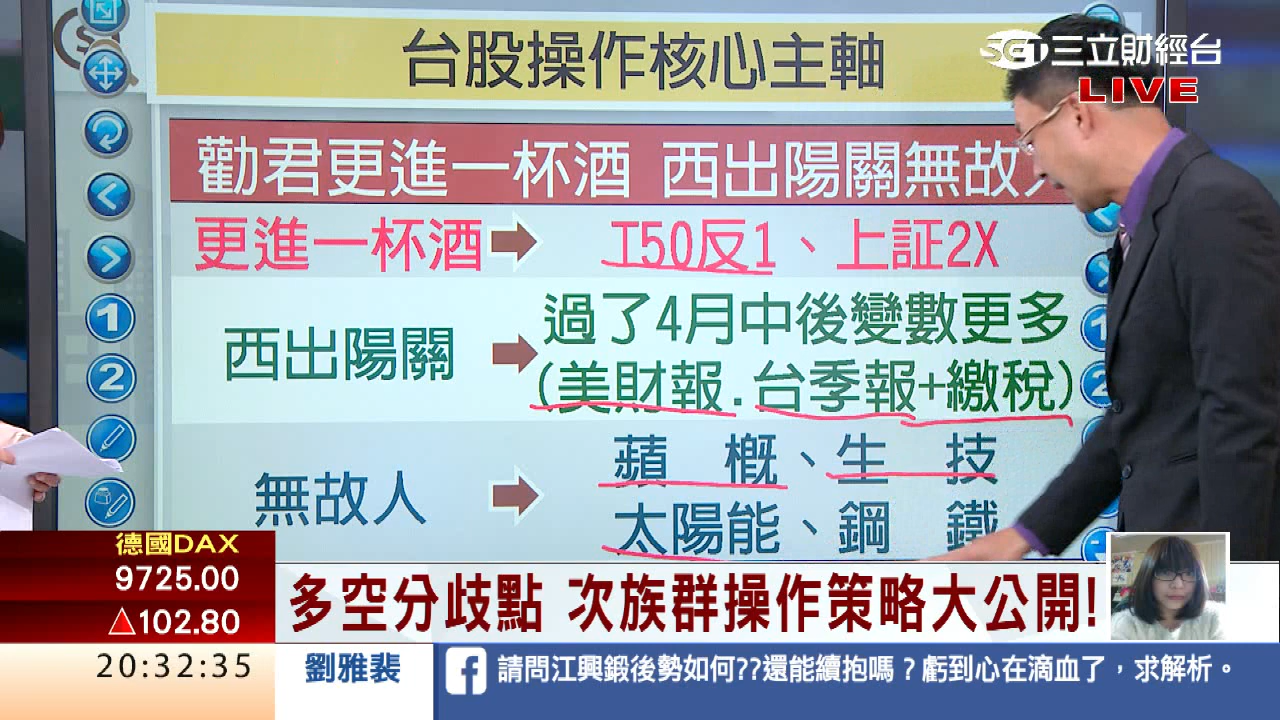 台股操作核心主軸
SET三立財經台
LIVE
勸君更進一杯酒 西出陽關無故
更進一杯酒 T50反1、上証2X
西出陽關 過了4月中後變數更多
(美財報.台季報+繳稅)
無故人 蘋 概、生 技
太陽能、鋼 鐵
1
2
德國DAX
9725.00
▲102.80
多空分歧點 次族群操作策略大公開!
20:32:35
劉雅裴
請問江興鍛後勢如何??還能續抱嗎?虧到心在滴血了,求解析。